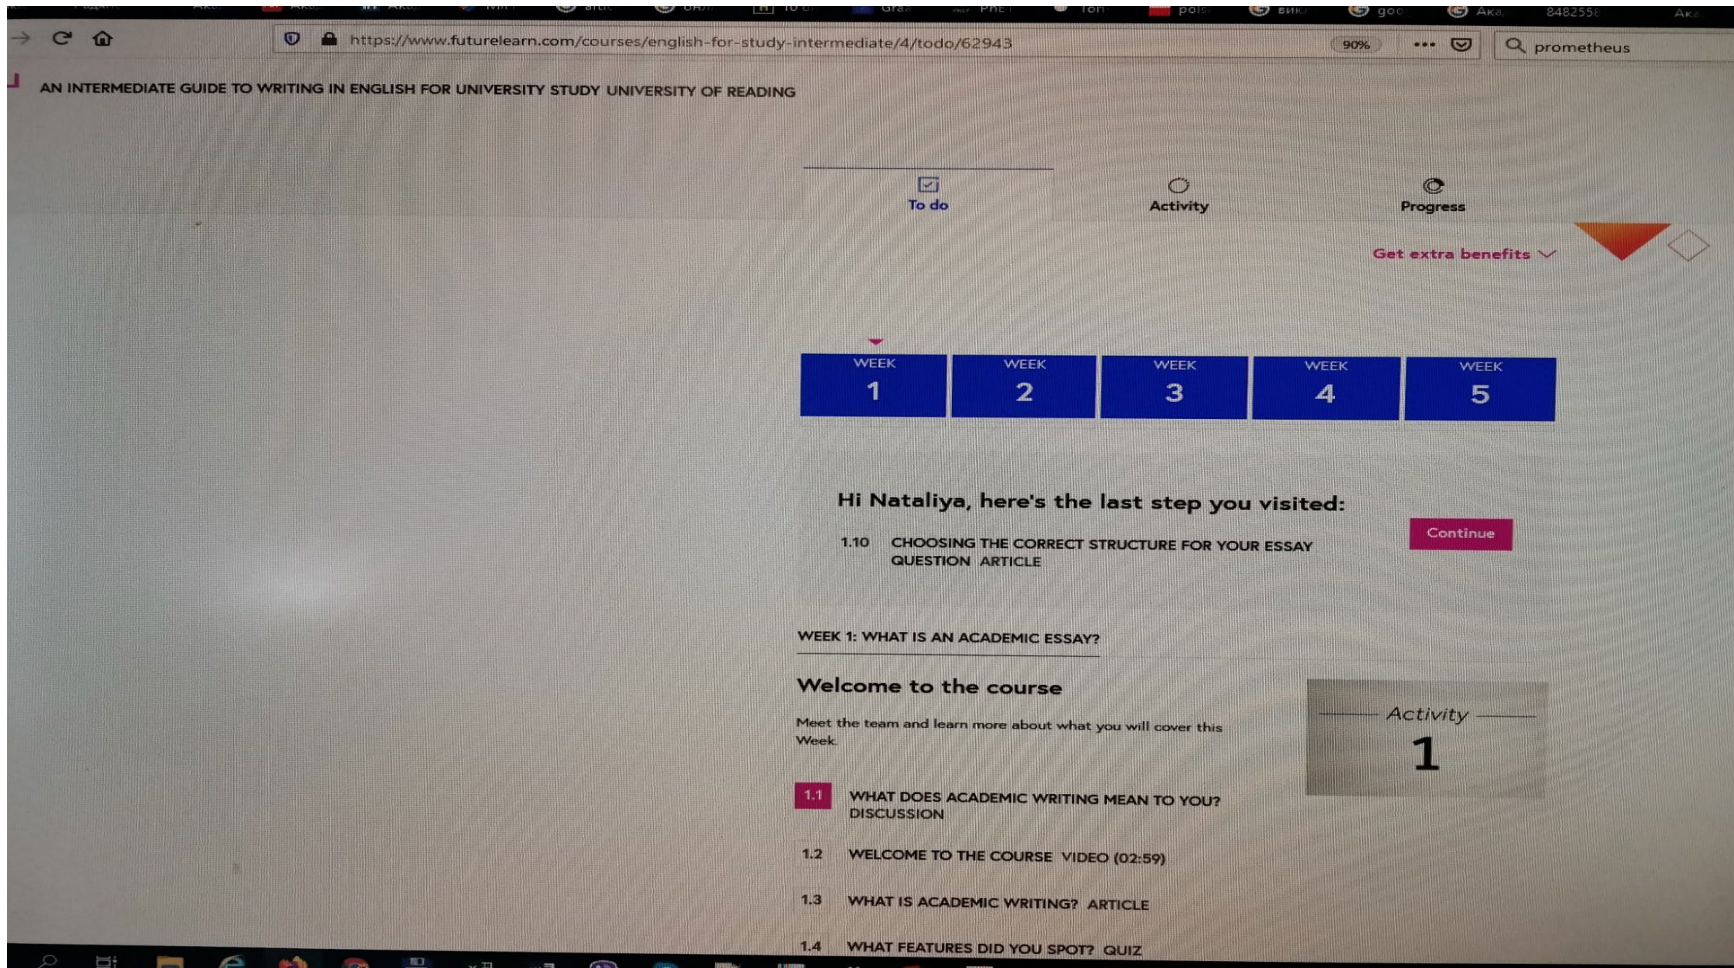 https://www.futurelearn.com/courses/english-for-study-intermediate/4/todo/62943
90%
prometheus
AN INTERMEDIATE GUIDE TO WRITING IN ENGLISH FOR UNIVERSITY STUDY UNIVERSITY OF READING
To do
Activity
Progress
Get extra benefits
WEEK
1
WEEK
2
WEEK
3
WEEK
4
WEEK
5
Hi Nataliya, here's the last step you visited:
1.10 CHOOSING THE CORRECT STRUCTURE FOR YOUR ESSAY
QUESTION ARTICLE
Continue
WEEK 1: WHAT IS AN ACADEMIC ESSAY?
Welcome to the course
Meet the team and learn more about what you will cover this
Week.
Activity
1
1.1 WHAT DOES ACADEMIC WRITING MEAN TO YOU?
DISCUSSION
1.2 WELCOME TO THE COURSE VIDEO (02:59)
1.3 WHAT IS ACADEMIC WRITING? ARTICLE
1.4 WHAT FEATURES DID YOU SPOT? QUIZ